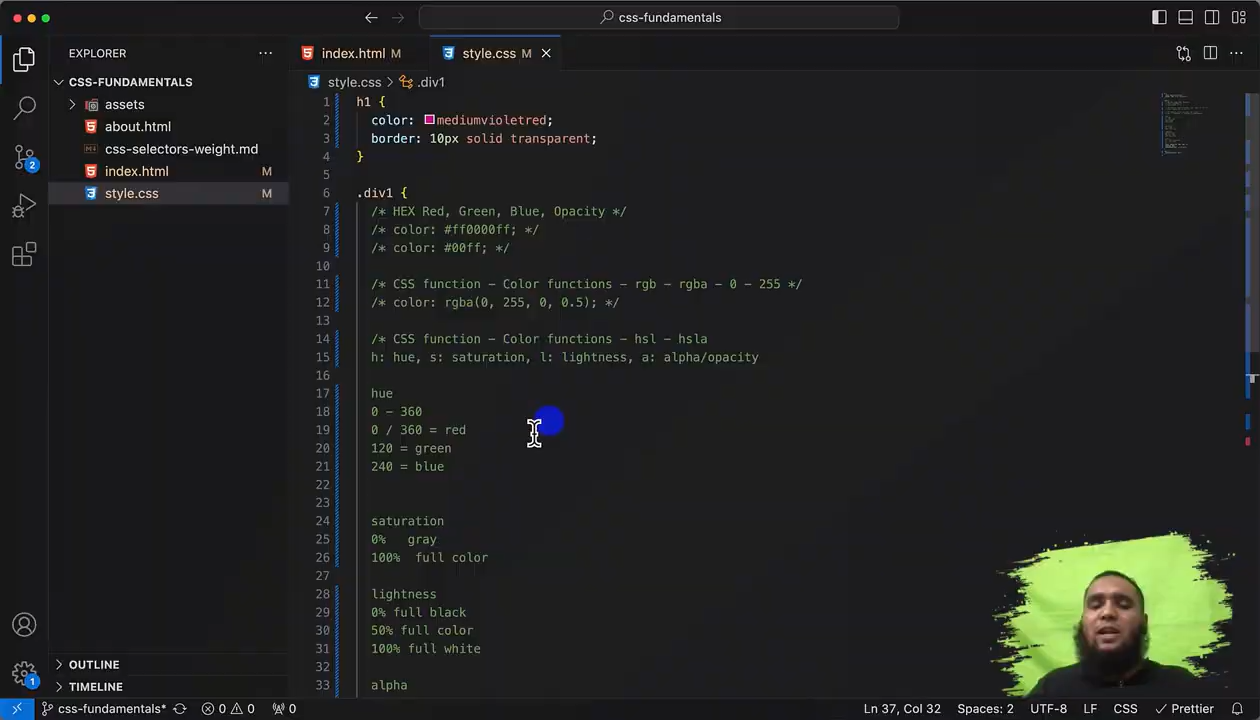 css-fundamentals
EXPLORER
index.html M
style.css M
CSS-FUNDAMENTALS
style.css > .div1
assets
about.html
css-selectors-weight.md
index.html M
style.css M
1 h1 {
2 color: mediumvioletred;
3 border: 10px solid transparent;
4 }
5
6 .div1 {
7 /* HEX Red, Green, Blue, Opacity */
8 /* color: #ff0000ff; */
9 /* color: #00ff; */
10
11 /* CSS function – Color functions – rgb – rgba – 0 – 255 */
12 /* color: rgba(0, 255, 0, 0.5); */
13
14 /* CSS function – Color functions – hsl – hsla
15 h: hue, s: saturation, l: lightness, a: alpha/opacity
16
17 hue
18 0 – 360
19 0 / 360 = red
20 120 = green
21 240 = blue
22
23
24 saturation
25 0% gray
26 100% full color
27
28 lightness
29 0% full black
30 50% full color
31 100% full white
32
33 alpha
2
1
OUTLINE
TIMELINE
css-fundamentals* 0 0 0 Ln 37, Col 32 Spaces: 2 UTF-8 LF CSS Prettier